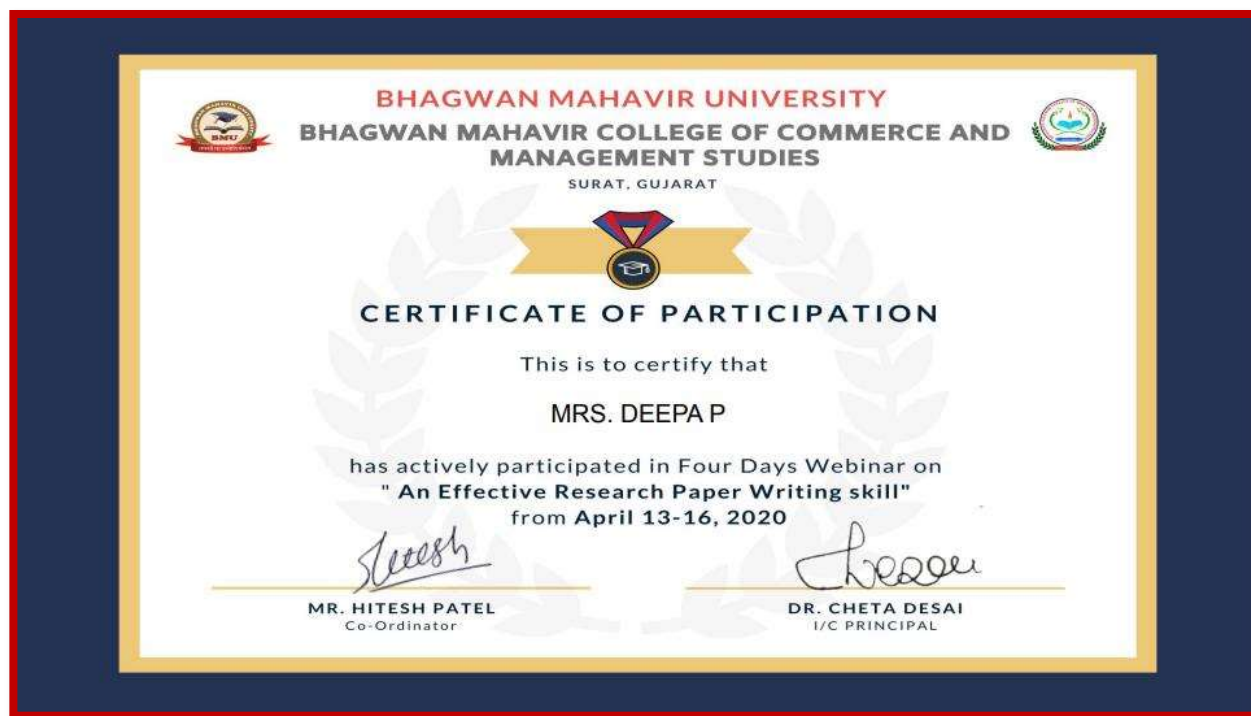 BHAGWAN MAHAVIR UNIVERSITY
BHAGWAN MAHAVIR COLLEGE OF COMMERCE AND
MANAGEMENT STUDIES
SURAT, GUJARAT
BMU
CERTIFICATE OF PARTICIPATION
This is to certify that
MRS. DEEPA P
has actively participated in Four Days Webinar on
" An Effective Research Paper Writing skill"
from April 13-16, 2020
MR. HITESH PATEL
Co-Ordinator
DR. CHETA DESAI
I/C PRINCIPAL